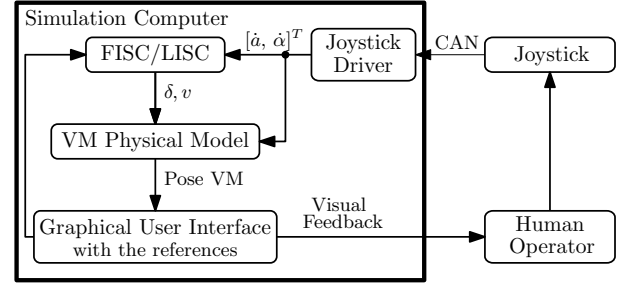 Simulation Computer
FISC/LISC
[ȧ, α̇]ᵀ
Joystick
Driver
CAN
Joystick
δ, v
VM Physical Model
Pose VM
Graphical User Interface
with the references
Visual
Feedback
Human
Operator